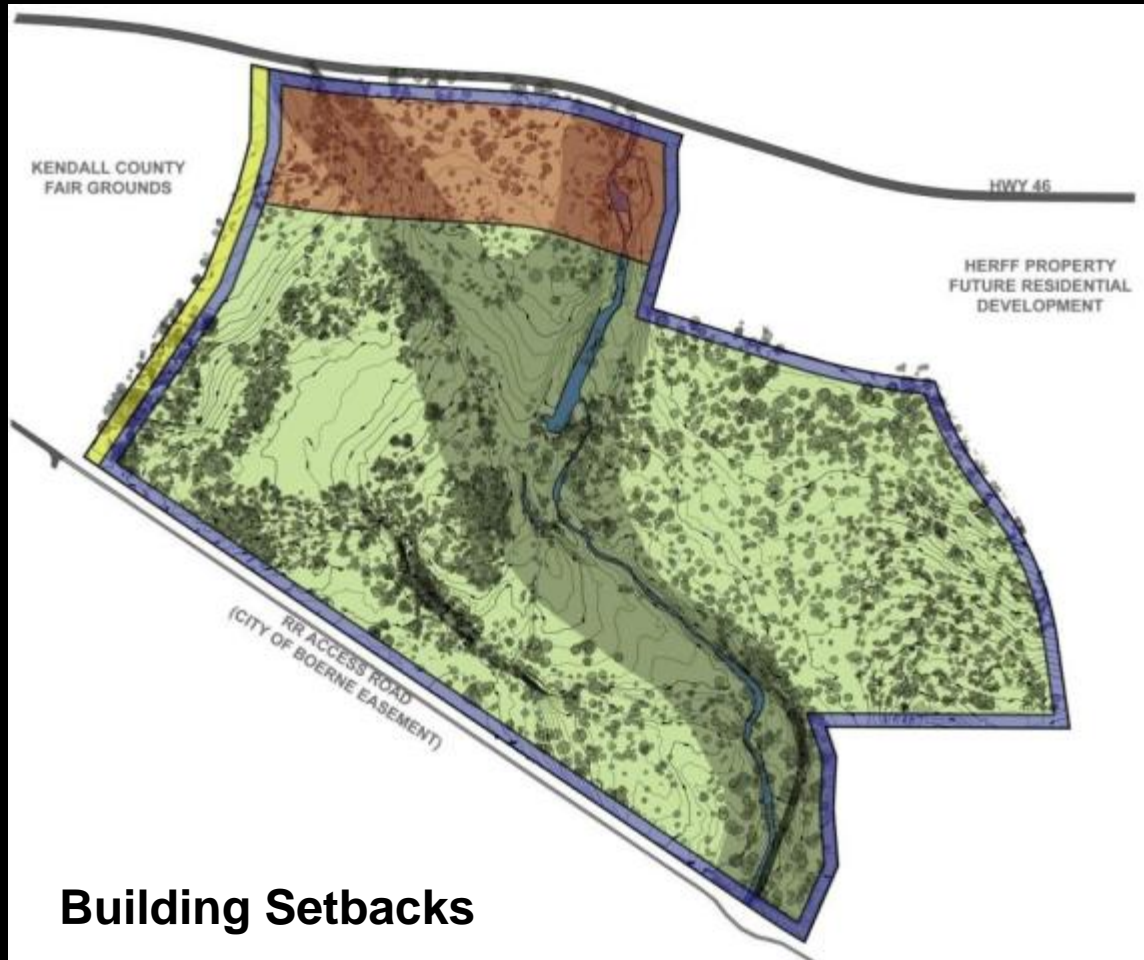 KENDALL COUNTY
FAIR GROUNDS
HWY 46
HERFF PROPERTY
FUTURE RESIDENTIAL
DEVELOPMENT
RR ACCESS ROAD
(CITY OF BOERNE EASEMENT)
Building Setbacks